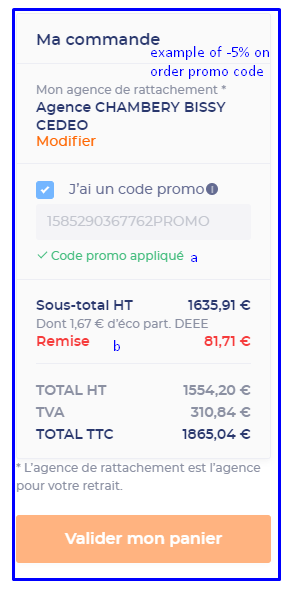 Ma commande
example of -5% on
order promo code
Mon agence de rattachement *
Agence CHAMBERY BISSY
CEDEO
Modifier
J'ai un code promo
1585290367762PROMO
Code promo appliqué a
Sous-total HT 1635,91 €
Dont 1,67 € d'éco part. DEEE
Remise b 81,71 €
TOTAL HT 1554,20 €
TVA 310,84 €
TOTAL TTC 1865,04 €
* L'agence de rattachement est l'agence
pour votre retrait.
Valider mon panier